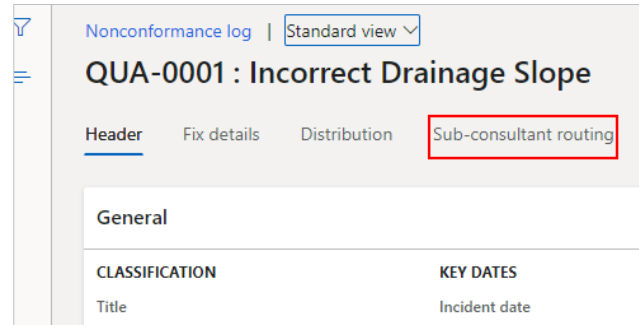 Nonconformance log | Standard view
QUA-0001 : Incorrect Drainage Slope
Header Fix details Distribution Sub-consultant routing
General
CLASSIFICATION KEY DATES
Title Incident date